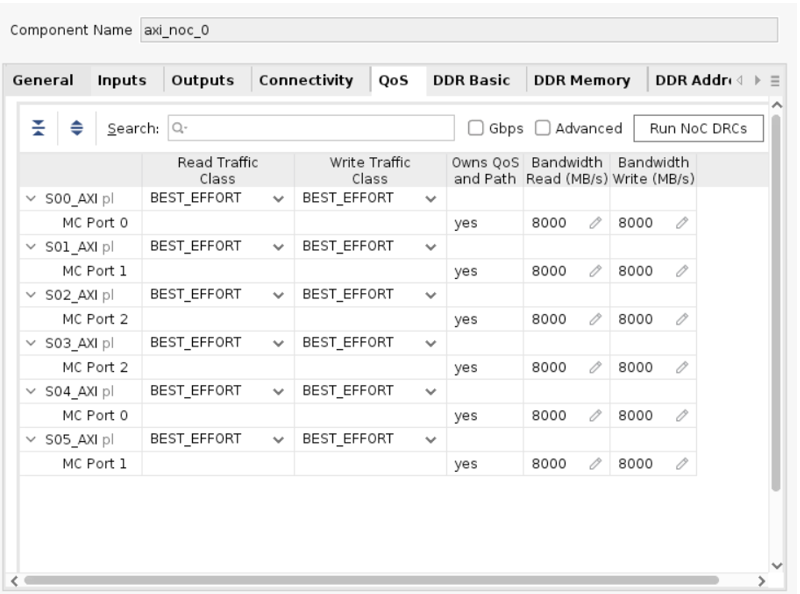 Component Name axi_noc_0
General Inputs Outputs Connectivity QoS DDR Basic DDR Memory DDR Addr
Search: Q- Gbps Advanced Run NoC DRCs
Read Traffic Class Write Traffic Class Owns QoS and Path Bandwidth Read (MB/s) Bandwidth Write (MB/s)
S00_AXI pl BEST_EFFORT BEST_EFFORT
MC Port 0 yes 8000 8000
S01_AXI pl BEST_EFFORT BEST_EFFORT
MC Port 1 yes 8000 8000
S02_AXI pl BEST_EFFORT BEST_EFFORT
MC Port 2 yes 8000 8000
S03_AXI pl BEST_EFFORT BEST_EFFORT
MC Port 2 yes 8000 8000
S04_AXI pl BEST_EFFORT BEST_EFFORT
MC Port 0 yes 8000 8000
S05_AXI pl BEST_EFFORT BEST_EFFORT
MC Port 1 yes 8000 8000